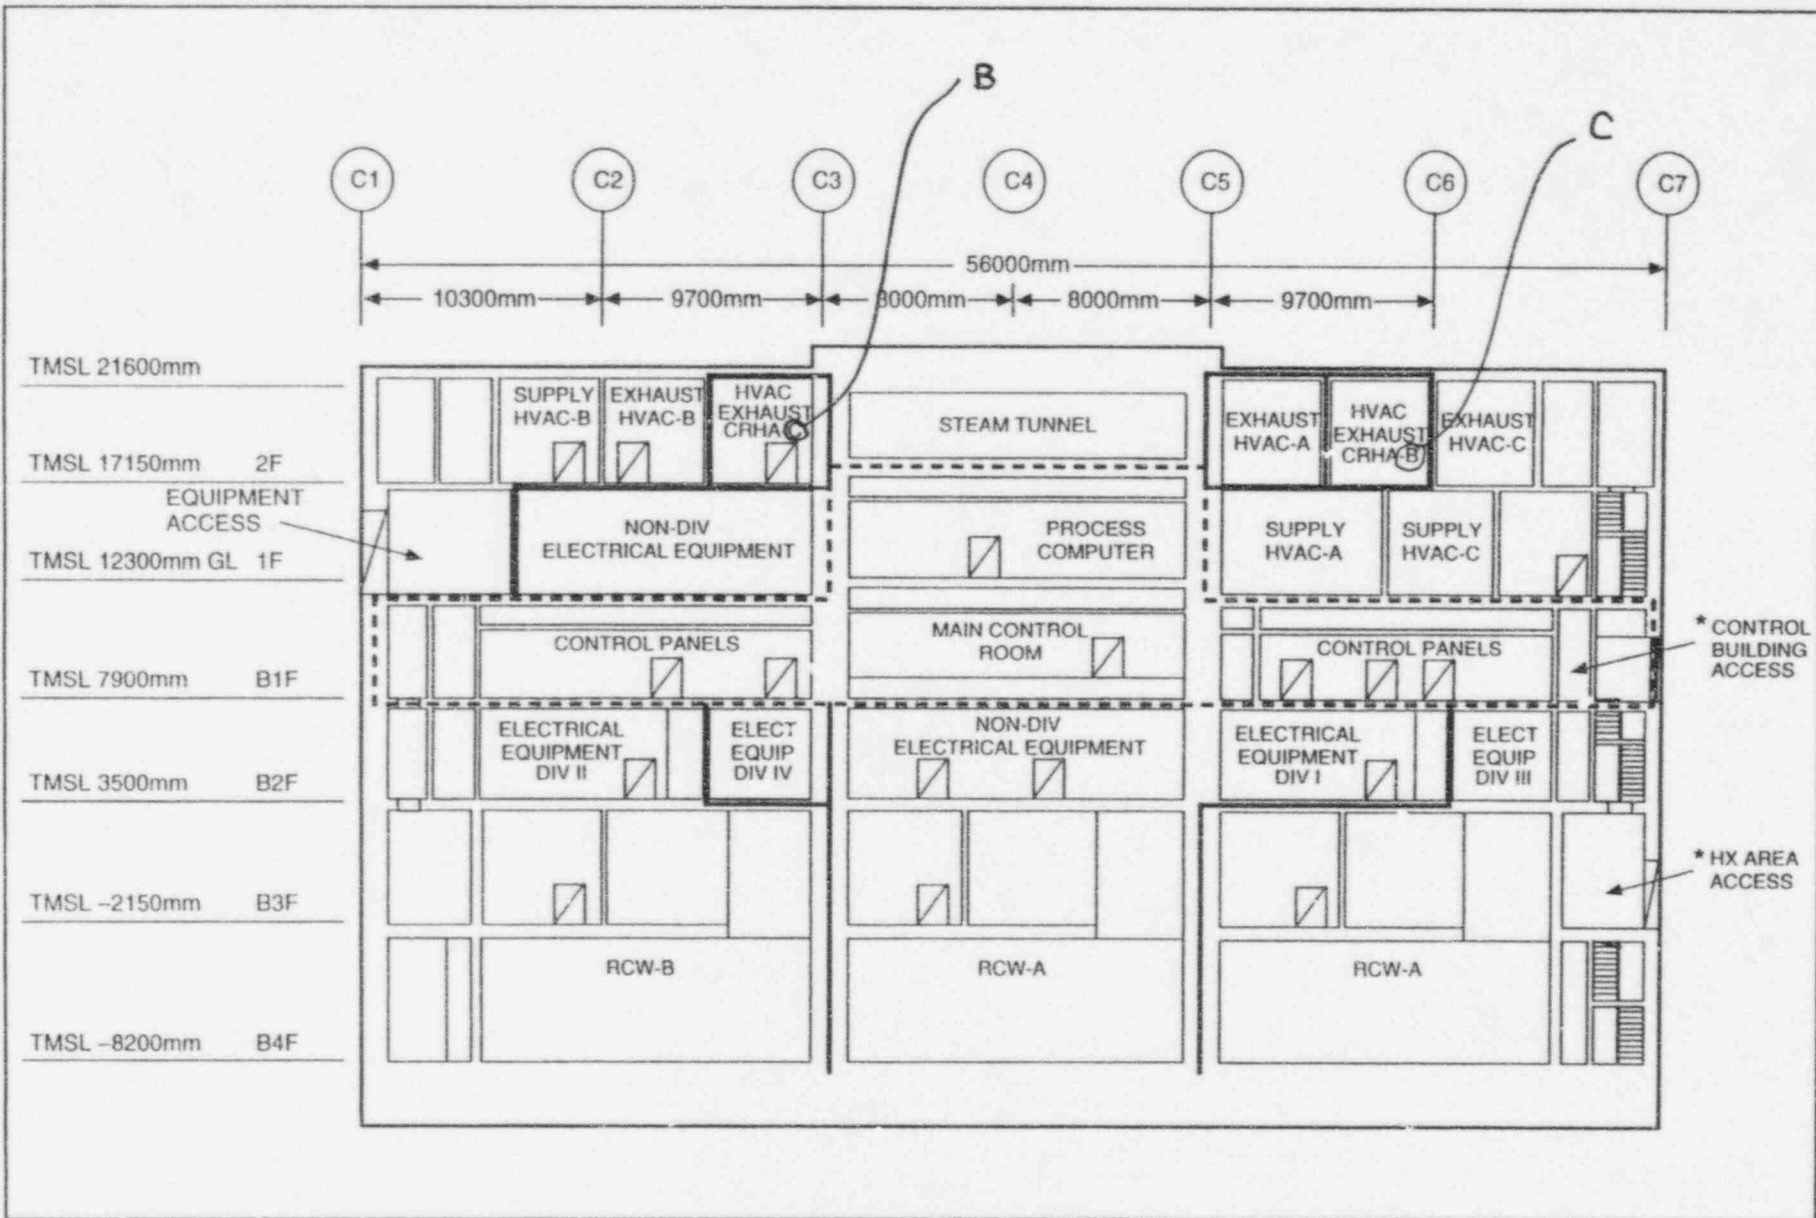 B
C
C1 C2 C3 C4 C5 C6 C7
56000mm
10300mm 9700mm 8000mm 8000mm 9700mm
TMSL 21600mm
SUPPLY
HVAC-B
EXHAUST
HVAC-B
HVAC
EXHAUST
CRHA-
STEAM TUNNEL
EXHAUST
HVAC-A
HVAC
EXHAUST
CRHA-B
EXHAUST
HVAC-C
TMSL 17150mm 2F
EQUIPMENT
ACCESS
NON-DIV
ELECTRICAL EQUIPMENT
PROCESS
COMPUTER
SUPPLY
HVAC-A
SUPPLY
HVAC-C
TMSL 12300mm GL 1F
CONTROL PANELS
MAIN CONTROL
ROOM
CONTROL PANELS
* CONTROL
BUILDING
ACCESS
TMSL 7900mm B1F
ELECTRICAL
EQUIPMENT
DIV II
ELECT
EQUIP
DIV IV
NON-DIV
ELECTRICAL EQUIPMENT
ELECTRICAL
EQUIPMENT
DIV I
ELECT
EQUIP
DIV III
TMSL 3500mm B2F
* HX AREA
ACCESS
TMSL -2150mm B3F
RCW-B
RCW-A
RCW-A
TMSL -8200mm B4F